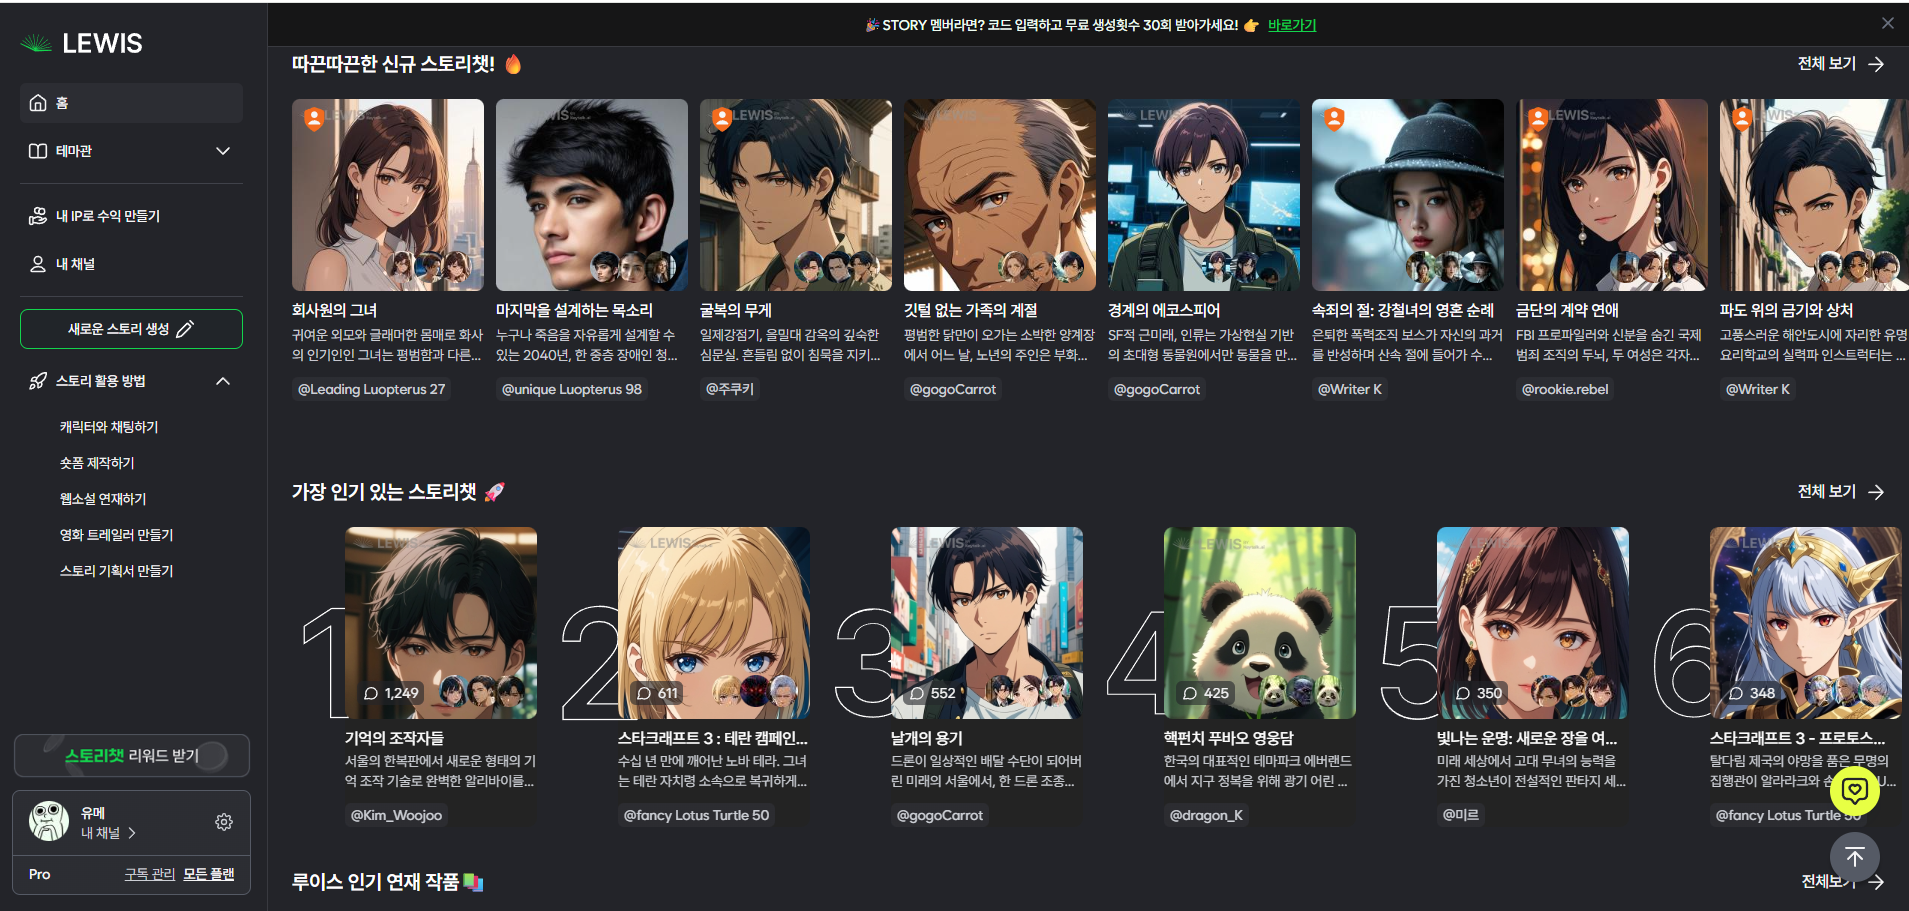 LEWIS
홈
테마관
내 IP로 수익 만들기
내 채널
새로운 스토리 생성
스토리 활용 방법
캐릭터와 채팅하기
숏폼 제작하기
웹소설 연재하기
영화 트레일러 만들기
스토리 기획서 만들기
스토리챗 리워드 받기
유메
내 채널
Pro
구독 관리 모든 플랜
🎉 STORY 멤버라면? 코드 입력하고 무료 생성횟수 30회 받아가세요! 👉 바로가기
따끈따끈한 신규 스토리챗! 🔥
전체 보기
회사원의 그녀
귀여운 외모와 글래머한 몸매로 화사
의 인기인인 그녀는 평범함과 다른...
@Leading Luopterus 27
마지막을 설계하는 목소리
누구나 죽음을 자유롭게 설계할 수
있는 2040년, 한 중증 장애인 청...
@unique Luopterus 98
굴복의 무게
일제강점기, 을밀대 감옥의 깊숙한
심문실. 흔들림 없이 침묵을 지키...
@주쿠키
깃털 없는 가족의 계절
평범한 닭만이 오가는 소박한 양계장
에서 어느 날, 노년의 주인은 부화...
@gogoCarrot
경계의 에코스피어
SF적 근미래, 인류는 가상현실 기반
의 초대형 동물원에서만 동물을 만...
@gogoCarrot
속죄의 절: 강철녀의 영혼 순례
은퇴한 폭력조직 보스가 자신의 과거
를 반성하며 산속 절에 들어가 수...
@Writer K
금단의 계약 연애
FBI 프로파일러와 신분을 숨긴 국제
범죄 조직의 두뇌, 두 여성은 각자...
@rookie.rebel
파도 위의 금기와 상처
고풍스러운 해안도시에 자리한 유명
요리학교의 실력파 인스트럭터는 ...
@Writer K
가장 인기 있는 스토리챗 🚀
전체 보기
1
1,249
기억의 조작자들
서울의 한복판에서 새로운 형태의 기
억 조작 기술로 완벽한 알리바이를...
@Kim_Woojoo
2
611
스타크래프트 3 : 테란 캠페인...
수십 년 만에 깨어난 노바 테라. 그녀
는 테란 자치령 소속으로 복귀하게...
@fancy Lotus Turtle 50
3
552
날개의 용기
드론이 일상적인 배달 수단이 되어버
린 미래의 서울에서, 한 드론 조종...
@gogoCarrot
4
425
핵펀치 푸바오 영웅담
한국의 대표적인 테마파크 에버랜드
에서 지구 정복을 위해 광기 어린 ...
@dragon_K
5
350
빛나는 운명: 새로운 장을 여...
미래 세상에서 고대 무녀의 능력을
가진 청소년이 전설적인 판타지 세...
@미르
6
348
스타크래프트 3 - 프로토스...
탈다림 제국의 야망을 품은 무명의
집행관이 알라라크와 손
@fancy Lotus Turtle 50
루이스 인기 연재 작품
전체보기